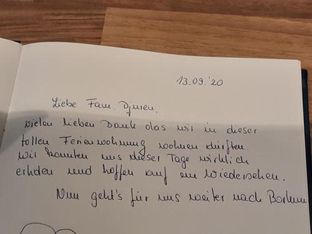 13.09.'20
Liebe Fam.
vielen lieben Dank das wir in dieser
tollen Ferienwohnung wohnen durften.
Wir konnten uns dieser Tage wirklich
erholen und hoffen auf ein Wiedersehen.
Nun geht's für uns weiter nach Borkum